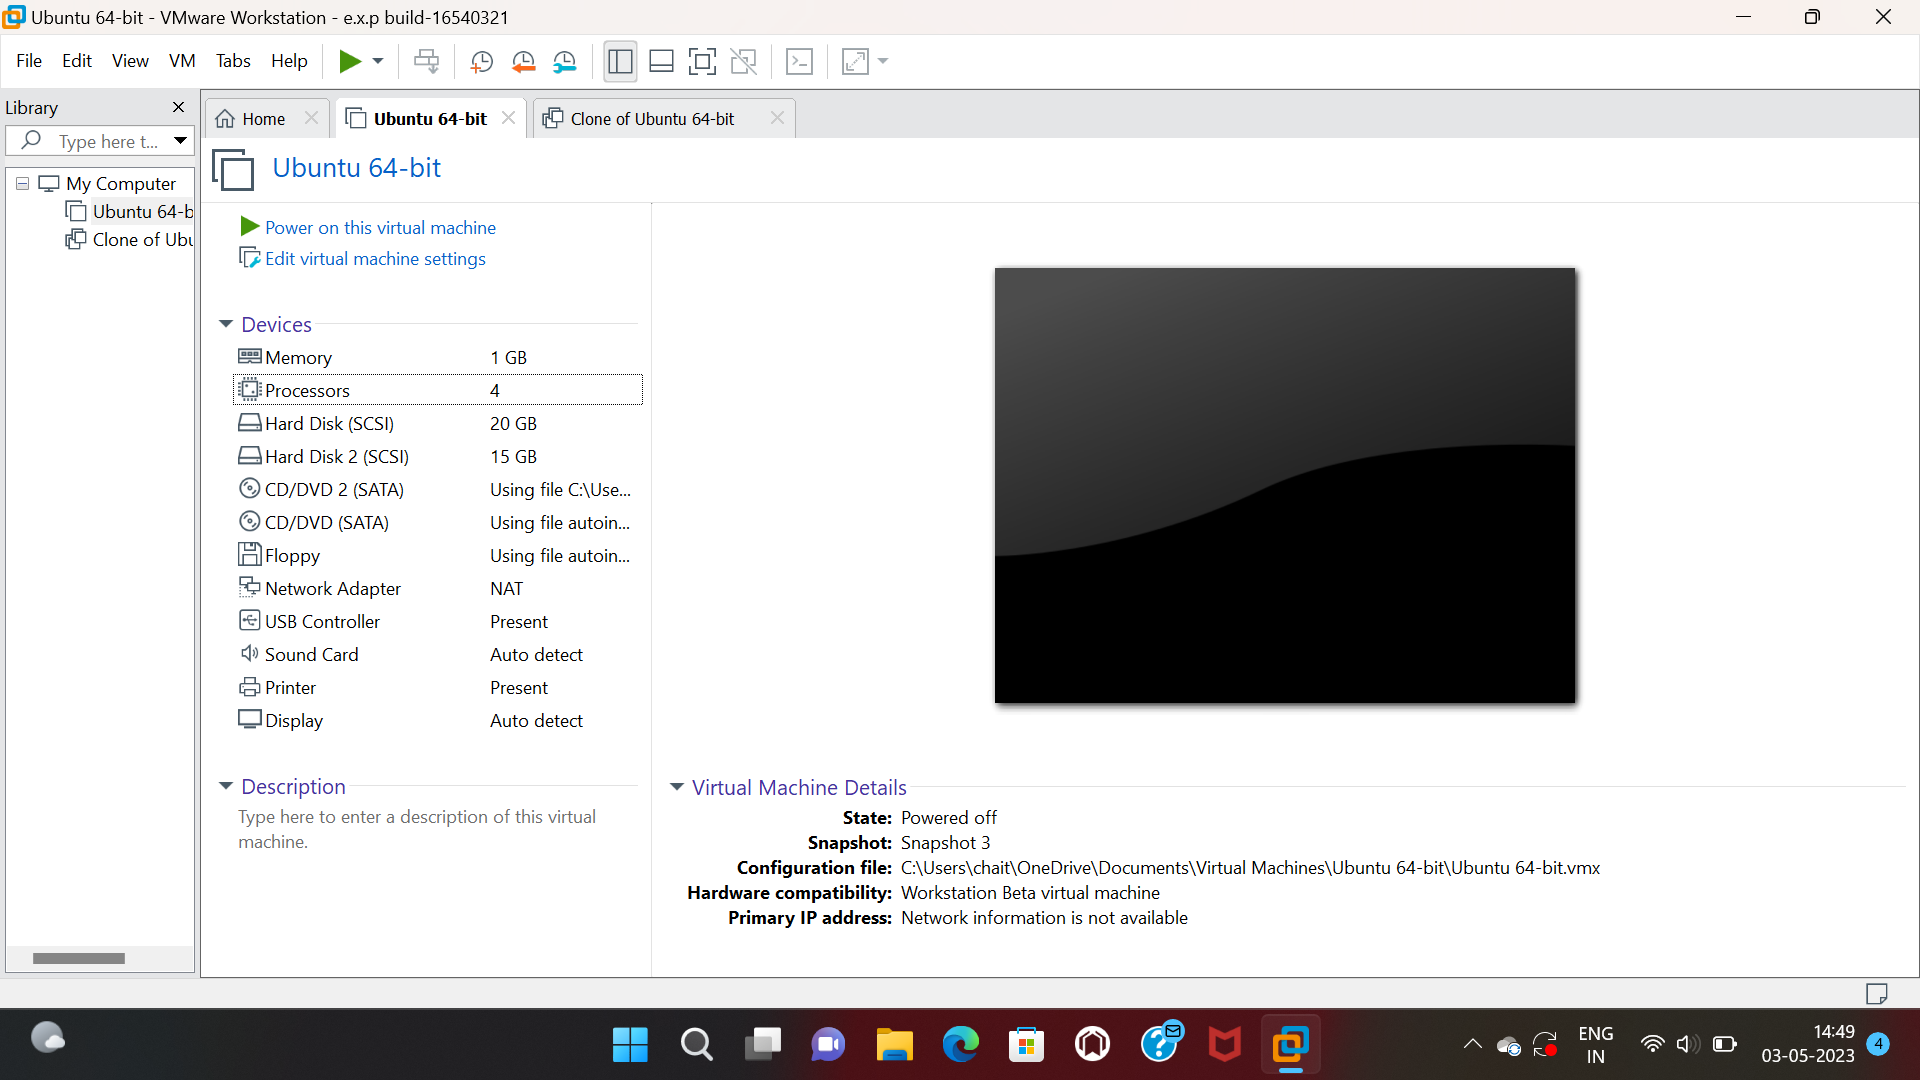 Ubuntu 64-bit - VMware Workstation - e.x.p build-16540321
File Edit View VM Tabs Help
Library
Type here t...
My Computer
Ubuntu 64-b
Clone of Ubu
Home
Ubuntu 64-bit
Clone of Ubuntu 64-bit
Ubuntu 64-bit
Power on this virtual machine
Edit virtual machine settings
Devices
Memory 1 GB
Processors 4
Hard Disk (SCSI) 20 GB
Hard Disk 2 (SCSI) 15 GB
CD/DVD 2 (SATA) Using file C:\Use...
CD/DVD (SATA) Using file autoin...
Floppy Using file autoin...
Network Adapter NAT
USB Controller Present
Sound Card Auto detect
Printer Present
Display Auto detect
Description
Type here to enter a description of this virtual
machine.
Virtual Machine Details
State: Powered off
Snapshot: Snapshot 3
Configuration file: C:\Users\chait\OneDrive\Documents\Virtual Machines\Ubuntu 64-bit\Ubuntu 64-bit.vmx
Hardware compatibility: Workstation Beta virtual machine
Primary IP address: Network information is not available
ENG
IN
14:49
03-05-2023
4